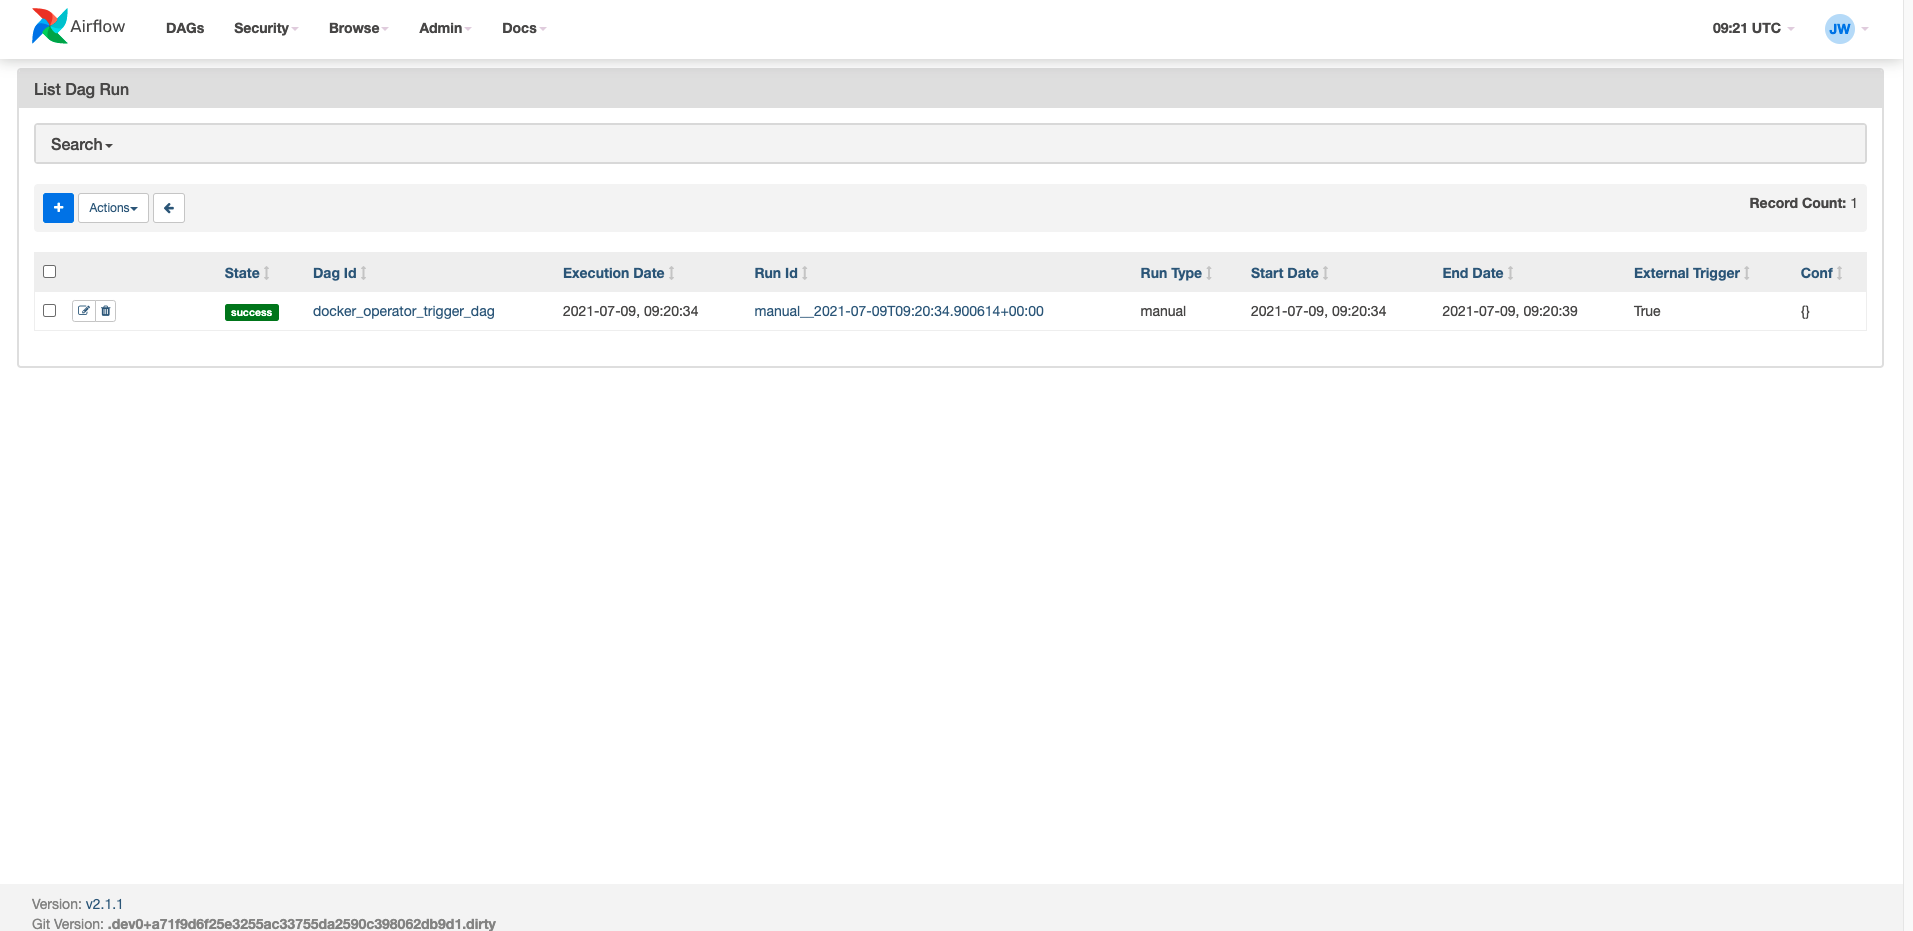 Airflow DAGs Security Browse Admin Docs 09:21 UTC JW
List Dag Run
Search
+ Actions Record Count: 1
State Dag Id Execution Date Run Id Run Type Start Date End Date External Trigger Conf
success docker_operator_trigger_dag 2021-07-09, 09:20:34 manual__2021-07-09T09:20:34.900614+00:00 manual 2021-07-09, 09:20:34 2021-07-09, 09:20:39 True {}
Version: v2.1.1
Git Version: .dev0+a71f9d6f25e3255ac33755da2590c398062db9d1.dirty